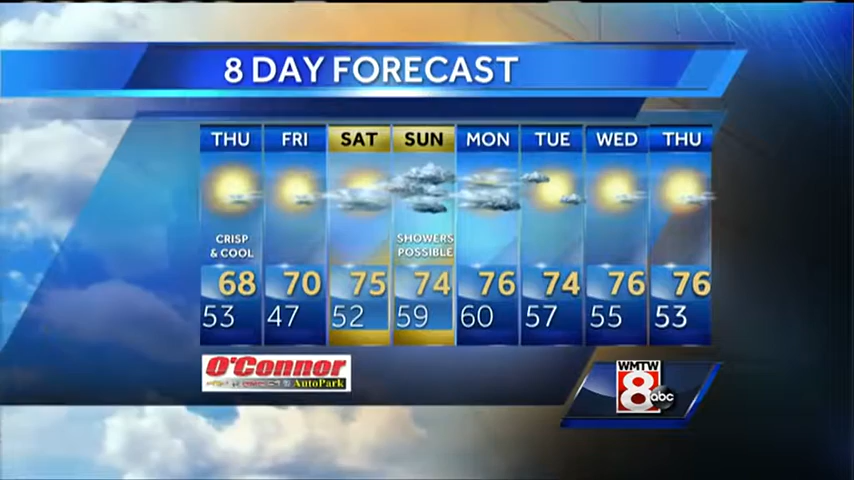 8 DAY FORECAST
THU FRI SAT SUN MON TUE WED THU
CRISP
& COOL
SHOWERS
POSSIBLE
68 70 75 74 76 74 76 76
53 47 52 59 60 57 55 53
O'Connor
AutoPark
WMTW
8 abc